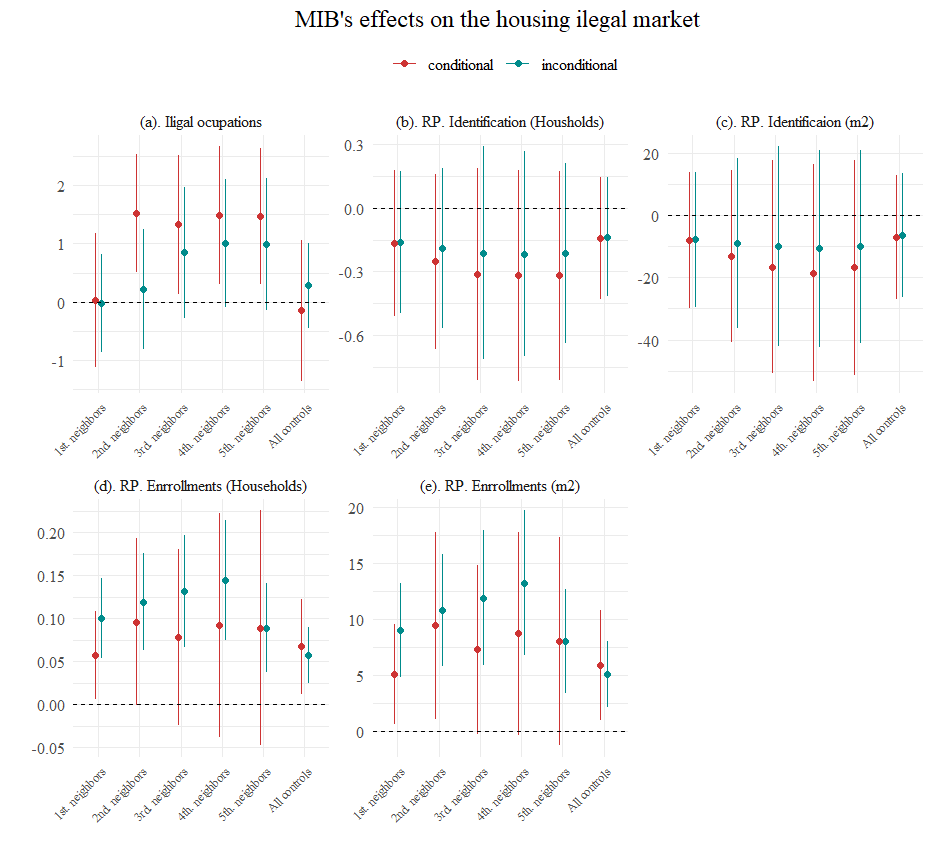 MIB's effects on the housing ilegal market
conditional inconditional
(a). Iligal ocupations
2
1
0
-1
1st. neighbors
2nd. neighbors
3rd. neighbors
4th. neighbors
5th. neighbors
All controls
(b). RP. Identification (Housholds)
0.3
0.0
-0.3
-0.6
1st. neighbors
2nd. neighbors
3rd. neighbors
4th. neighbors
5th. neighbors
All controls
(c). RP. Identificaion (m2)
20
0
-20
-40
1st. neighbors
2nd. neighbors
3rd. neighbors
4th. neighbors
5th. neighbors
All controls
(d). RP. Enrrollments (Households)
0.20
0.15
0.10
0.05
0.00
-0.05
1st. neighbors
2nd. neighbors
3rd. neighbors
4th. neighbors
5th. neighbors
All controls
(e). RP. Enrrollments (m2)
20
15
10
5
0
1st. neighbors
2nd. neighbors
3rd. neighbors
4th. neighbors
5th. neighbors
All controls